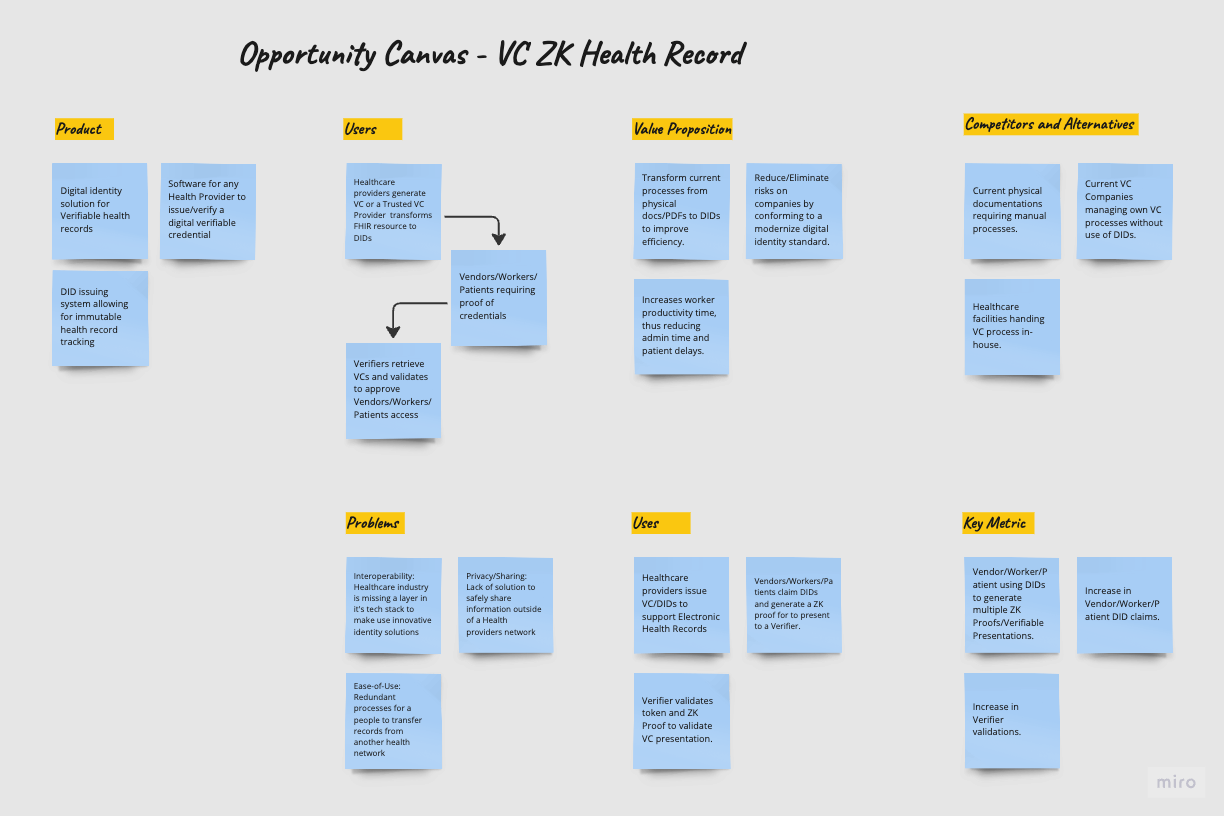 Opportunity Canvas - VC ZK Health Record
Product
Digital identity
solution for
Verifiable health
records
Software for any
Health Provider to
issue/verify a
digital verifiable
credential
DID issuing
system allowing
for immutable
health record
tracking
Users
Healthcare
providers generate
VC or a Trusted VC
Provider transforms
FHIR resource to
DIDs
Vendors/Workers/
Patients requiring
proof of
credentials
Verifiers retrieve
VCs and validates
to approve
Vendors/Workers/
Patients access
Value Proposition
Transform current
processes from
physical
docs/PDFs to DIDs
to improve
efficiency.
Reduce/Eliminate
risks on
companies by
conforming to a
modernize digital
identity standard.
Increases worker
productivity time,
thus reducing
admin time and
patient delays.
Competitors and Alternatives
Current physical
documentations
requiring manual
processes.
Current VC
Companies
managing own VC
processes without
use of DIDs.
Healthcare
facilities handing
VC process in-
house.
Problems
Interoperability:
Healthcare industry
is missing a layer in
it's tech stack to
make use innovative
identity solutions
Privacy/Sharing:
Lack of solution to
safely share
information outside
of a Health
providers network
Ease-of-Use:
Redundant
processes for a
people to transfer
records from
another health
network
Uses
Healthcare
providers issue
VC/DIDs to
support Electronic
Health Records
Vendors/Workers/Pa
tients claim DIDs
and generate a ZK
proof for to present
to a Verifier.
Verifier validates
token and ZK
Proof to validate
VC presentation.
Key Metric
Vendor/Worker/P
atient using DIDs
to generate
multiple ZK
Proofs/Verifiable
Presentations.
Increase in
Vendor/Worker/P
atient DID claims.
Increase in
Verifier
validations.
miro